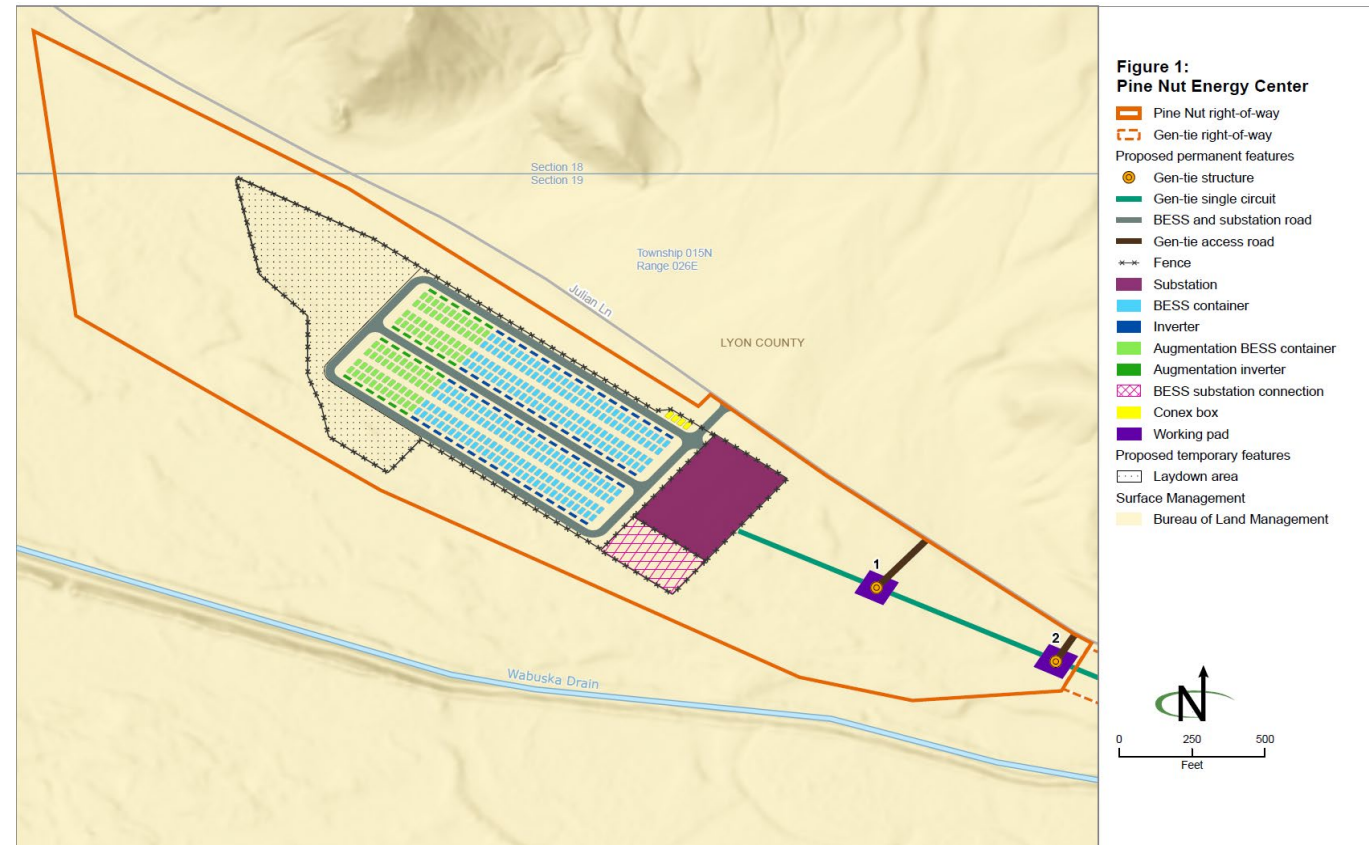 Section 18
Section 19
Township 015N
Range 026E
Julian Ln
LYON COUNTY
1
2
Wabuska Drain
Figure 1:
Pine Nut Energy Center
Pine Nut right-of-way
Gen-tie right-of-way
Proposed permanent features
Gen-tie structure
Gen-tie single circuit
BESS and substation road
Gen-tie access road
Fence
Substation
BESS container
Inverter
Augmentation BESS container
Augmentation inverter
BESS substation connection
Conex box
Working pad
Proposed temporary features
Laydown area
Surface Management
Bureau of Land Management
N
0 250 500
Feet